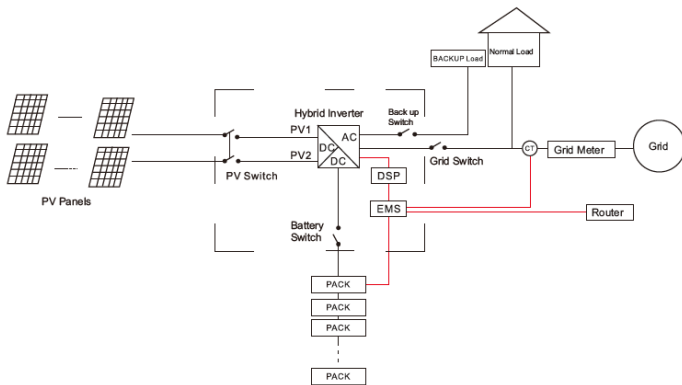 BACKUP Load
Normal Load
Hybrid Inverter
Back up
Switch
PV1
AC
DC
DC
PV2
PV Switch
Grid Switch
CT
Grid Meter
Grid
PV Panels
DSP
EMS
Router
Battery
Switch
PACK
PACK
PACK
PACK